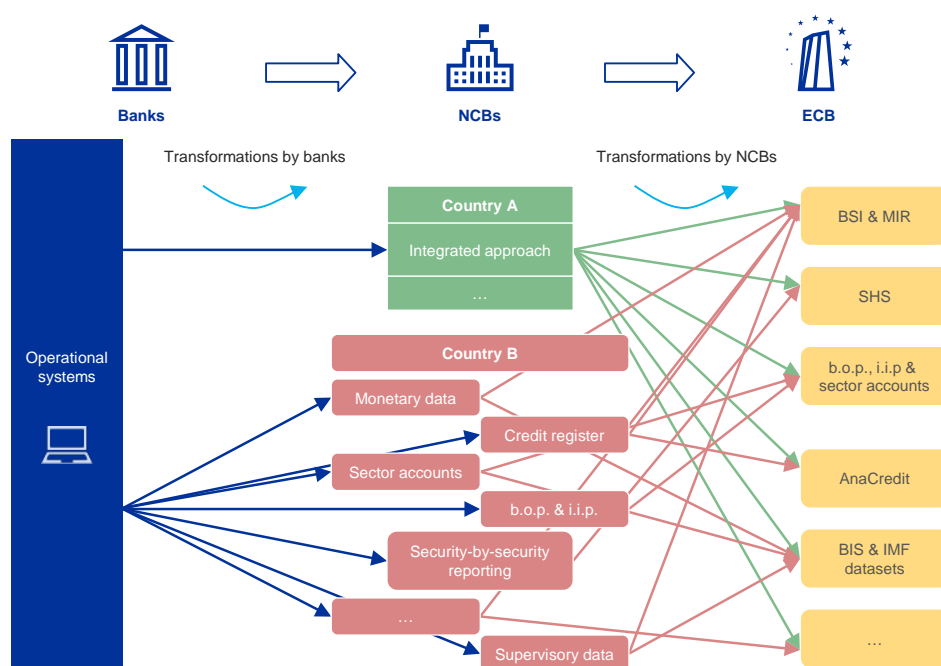 Banks
NCBs
ECB
Transformations by banks
Transformations by NCBs
Country A
Integrated approach
…
Operational
systems
Country B
Monetary data
Credit register
Sector accounts
b.o.p. & i.i.p.
Security-by-security
reporting
…
Supervisory data
BSI & MIR
SHS
b.o.p., i.i.p &
sector accounts
AnaCredit
BIS & IMF
datasets
…